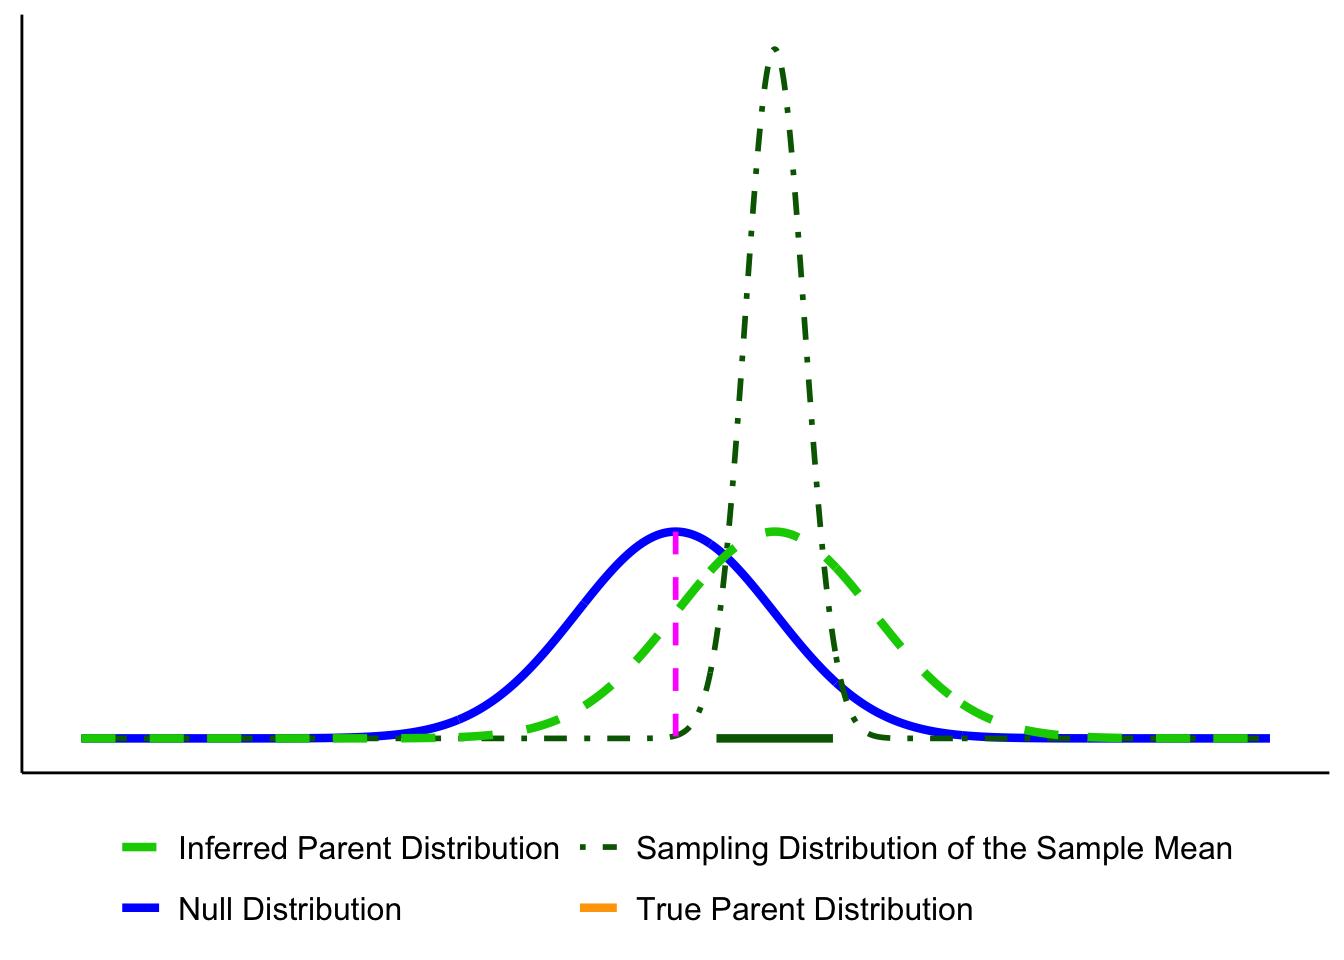 Inferred Parent Distribution
Sampling Distribution of the Sample Mean
Null Distribution
True Parent Distribution